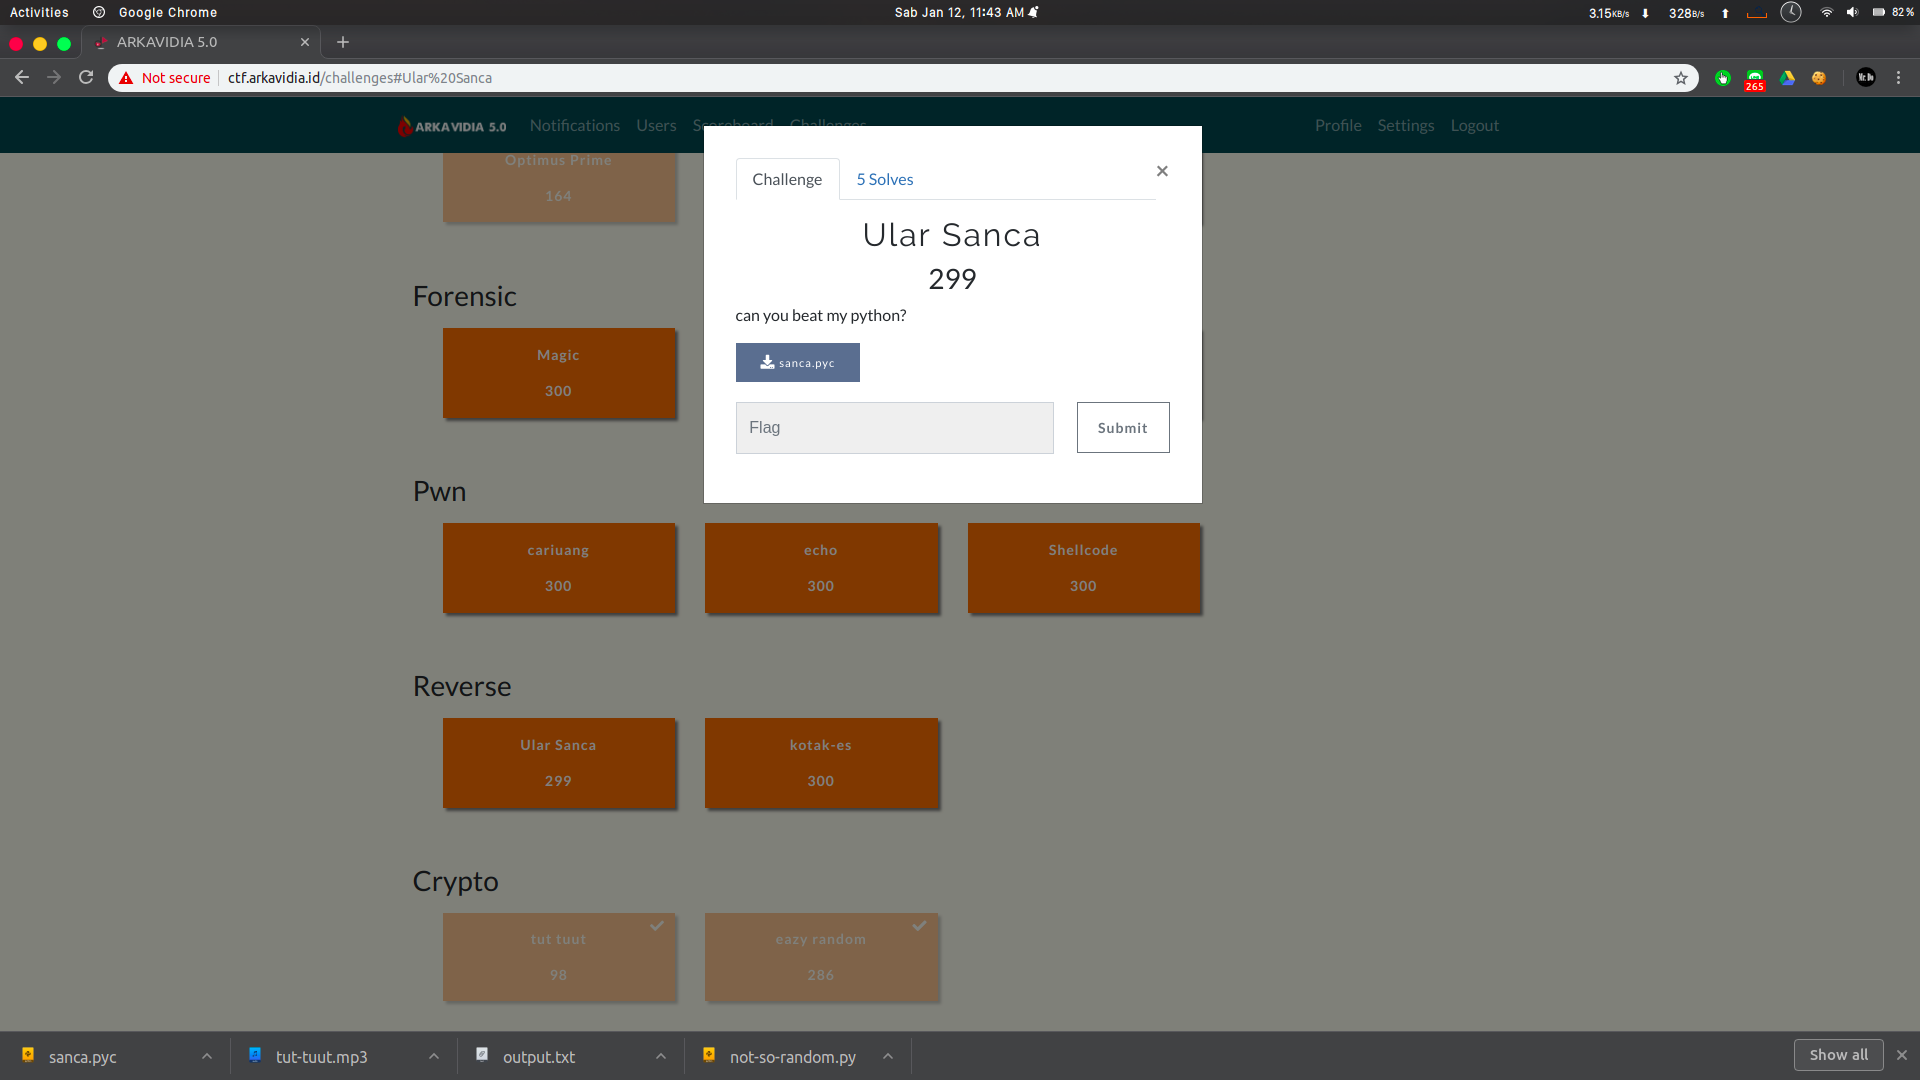 Activities Google Chrome Sab Jan 12, 11:43 AM 3.15KB/s 328B/s 82%
ARKAVIDIA 5.0
Not secure ctf.arkavidia.id/challenges#Ular%20Sanca 265 Mr. Do
ARKAVIDIA 5.0 Notifications Users Scoreboard Challenges Profile Settings Logout
Optimus Prime
164
Challenge 5 Solves
Ular Sanca
299
can you beat my python?
sanca.pyc
Flag Submit
Forensic
Magic
300
Pwn
cariuang echo Shellcode
300 300 300
Reverse
Ular Sanca kotak-es
299 300
Crypto
tut tuut eazy random
98 286
sanca.pyc tut-tuut.mp3 output.txt not-so-random.py Show all